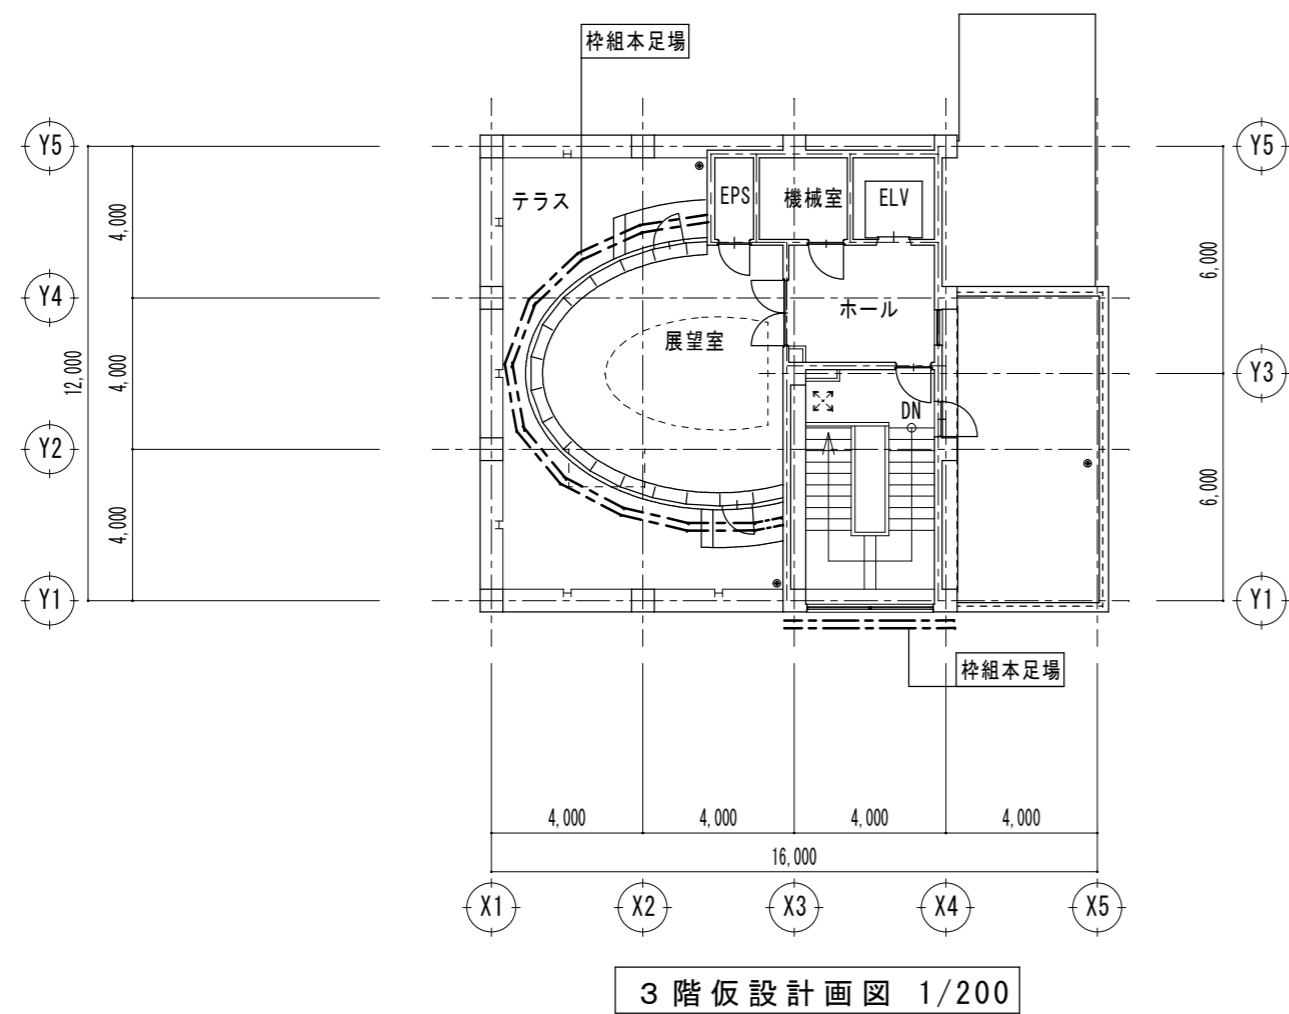 枠組本足場
Y5
Y5
テラス
EPS
機械室
ELV
4,000
6,000
Y4
ホール
展望室
12,000
4,000
Y3
DN
Y2
4,000
6,000
Y1
Y1
枠組本足場
4,000
4,000
4,000
4,000
16,000
X1
X2
X3
X4
X5
3階仮設計画図 1/200